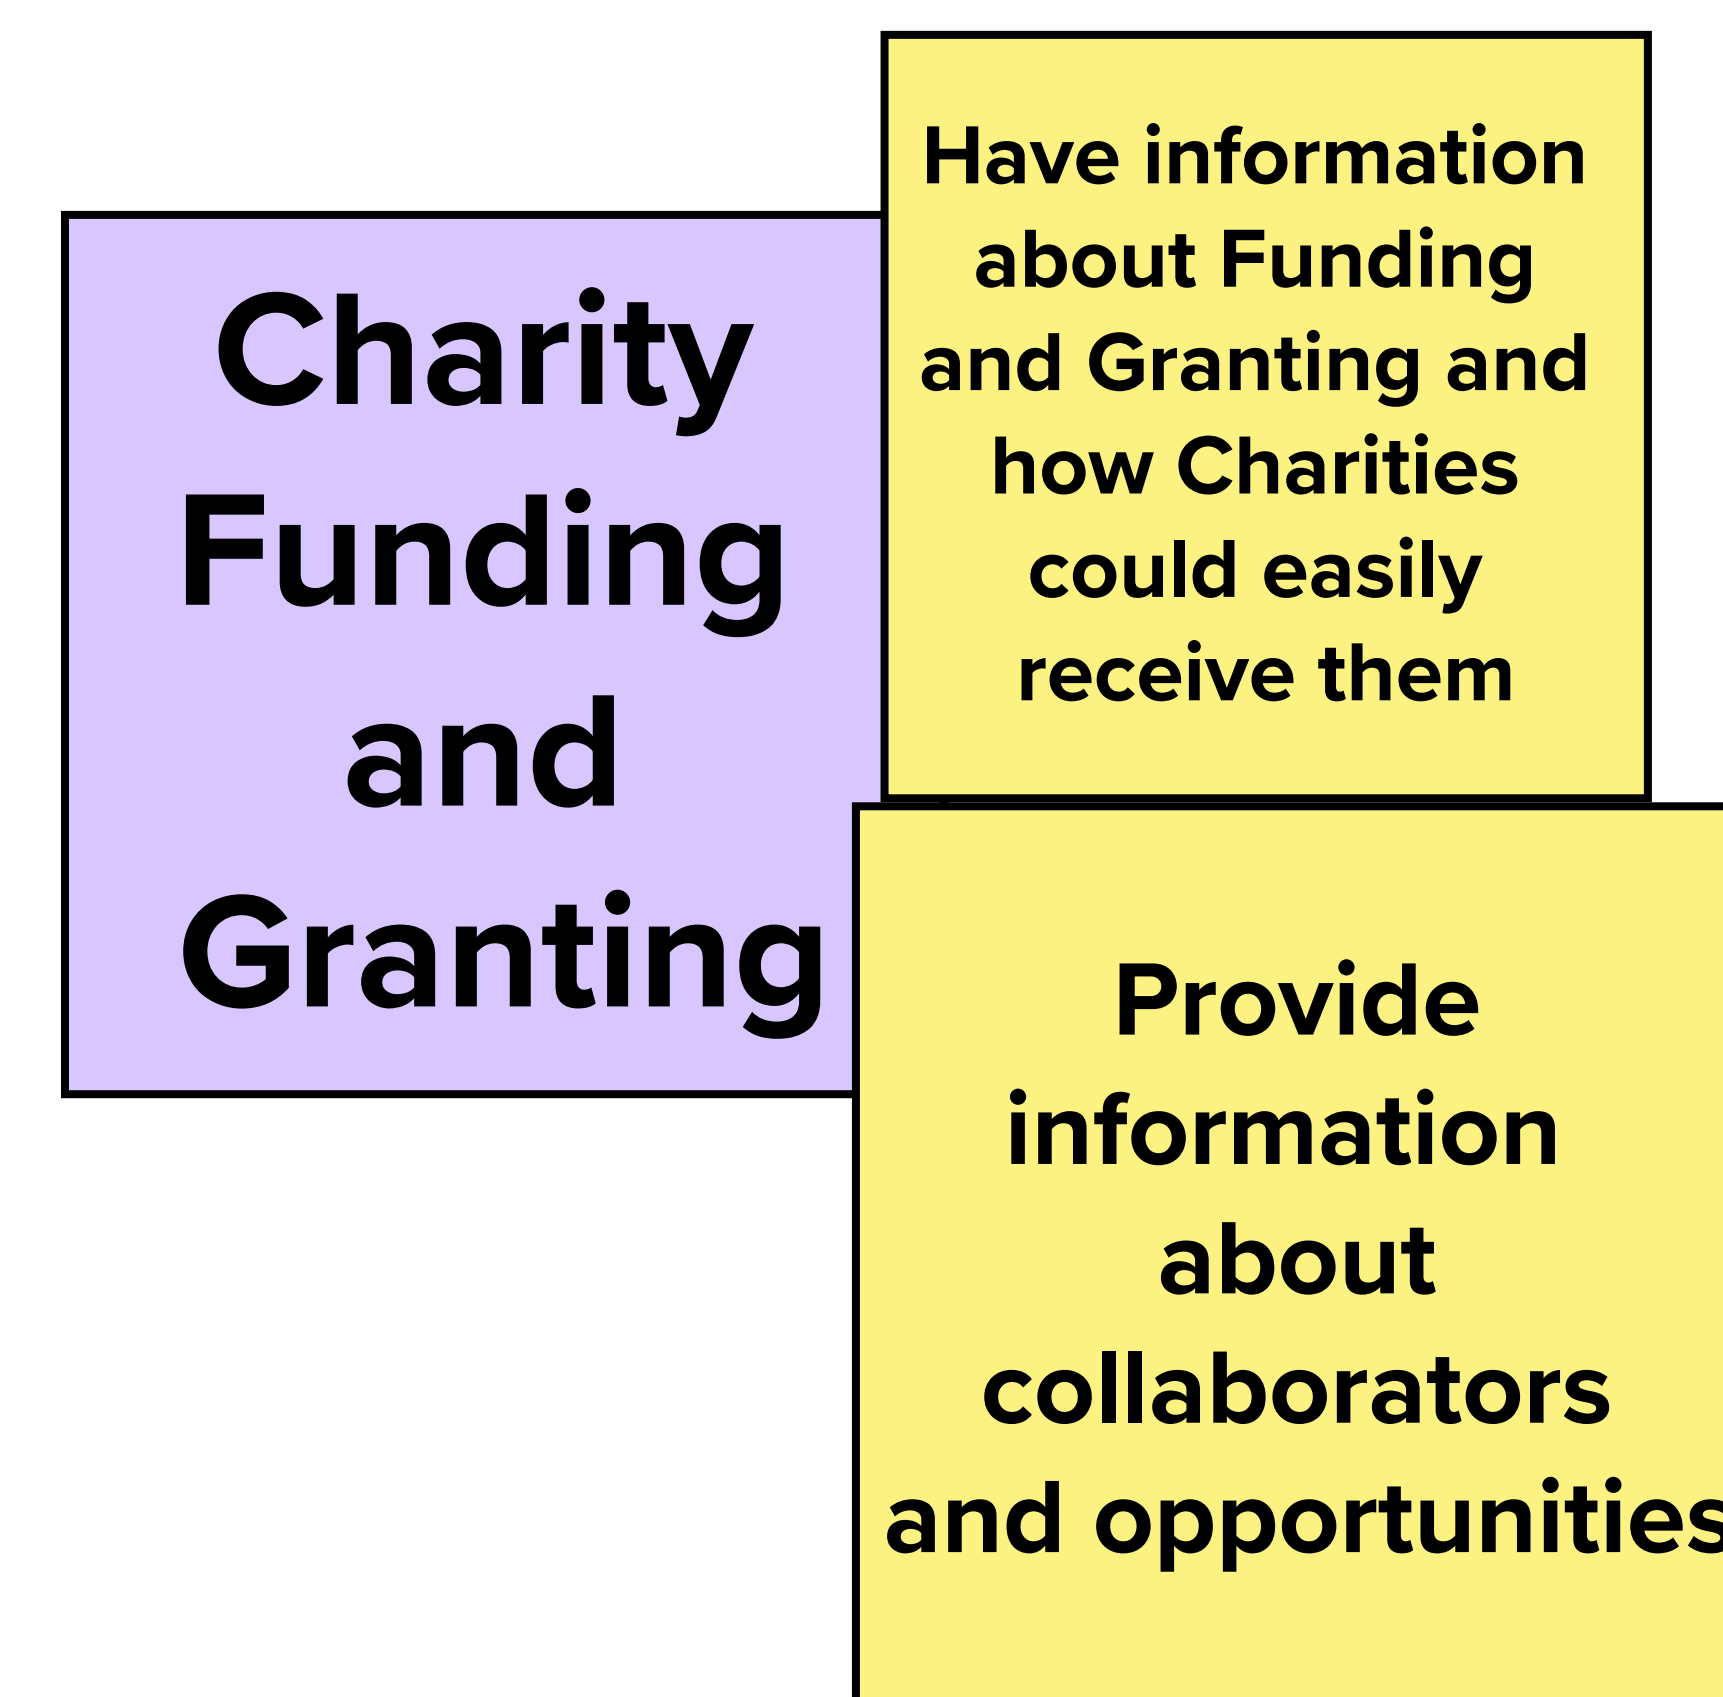 Charity
Funding
and
Granting
Have information
about Funding
and Granting and
how Charities
could easily
receive them
Provide
information
about
collaborators
and opportunities